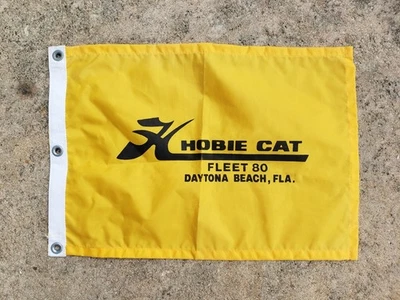 HOBIE CAT
FLEET 80
DAYTONA BEACH, FLA.